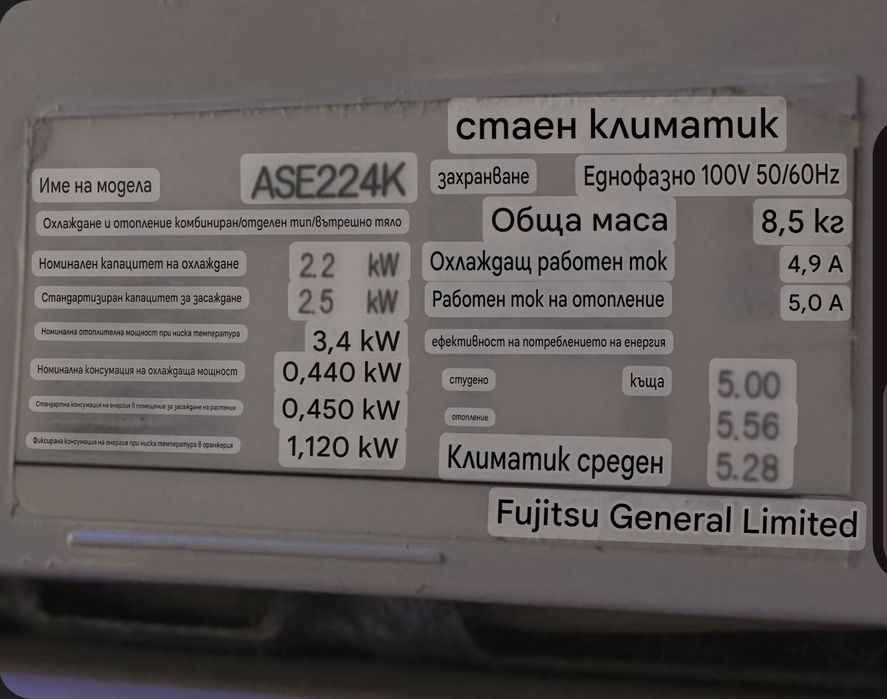 стаен климатик
Име на модела ASE224K
захранване Еднофазно 100V 50/60Hz
Охлаждане и отопление комбиниран/отделен тип/вътрешно тяло
Обща маса 8,5 кг
Номинален капацитет на охлаждане 2.2 kW
Охлаждащ работен ток 4,9 A
Стандартизиран капацитет за засаждане 2.5 kW
Работен ток на отопление 5,0 A
Номинална отоплителна мощност при ниска температура 3,4 kW
ефективност на потреблението на енергия
Номинална консумация на охлаждаща мощност 0,440 kW
студено къща 5.00
Стандартна консумация на енергия в помещение за засаждане на растения 0,450 kW
отопление 5.56
Фиксирана консумация на енергия при ниска температура в оранжерия 1,120 kW
Климатик среден 5.28
Fujitsu General Limited